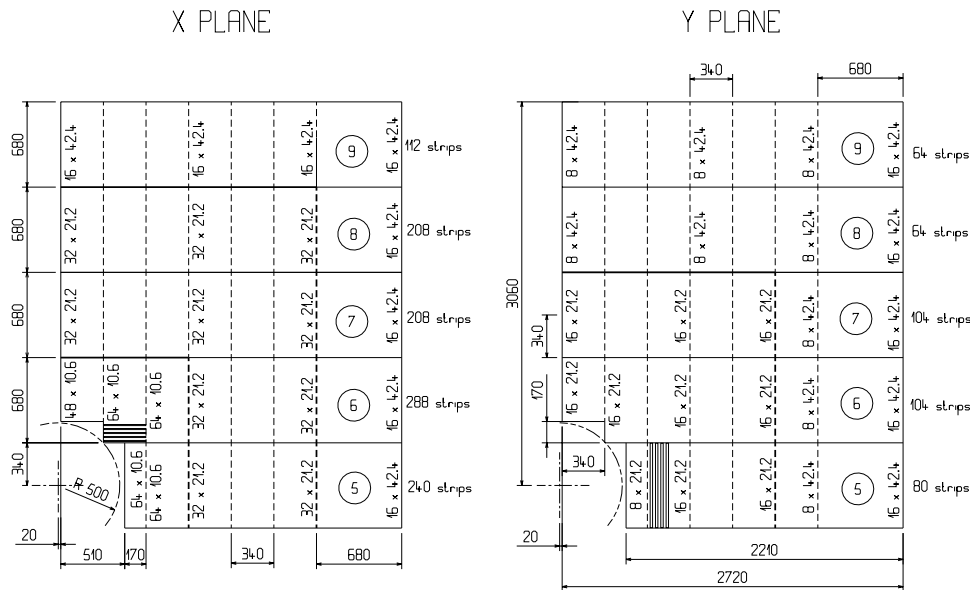 X PLANE
Y PLANE
680
16 × 42.4
16 × 42.4
16 × 42.4
9
16 × 42.4
112 strips
680
32 × 21.2
32 × 21.2
32 × 21.2
8
16 × 42.4
208 strips
680
32 × 21.2
32 × 21.2
32 × 21.2
7
16 × 42.4
208 strips
680
48 × 10.6
64 × 10.6
64 × 10.6
32 × 21.2
32 × 21.2
6
16 × 42.4
288 strips
340
R 500
64 × 10.6
64 × 10.6
32 × 21.2
32 × 21.2
5
16 × 42.4
240 strips
20
510
170
340
680
340
680
3060
8 × 42.4
8 × 42.4
8 × 42.4
9
16 × 42.4
64 strips
8 × 42.4
8 × 42.4
8 × 42.4
8
16 × 42.4
64 strips
340
16 × 21.2
16 × 21.2
16 × 21.2
8 × 42.4
7
16 × 42.4
104 strips
170
16 × 21.2
16 × 21.2
16 × 21.2
16 × 21.2
8 × 42.4
6
16 × 42.4
104 strips
340
8 × 21.2
16 × 21.2
16 × 21.2
8 × 42.4
5
16 × 42.4
80 strips
20
2210
2720